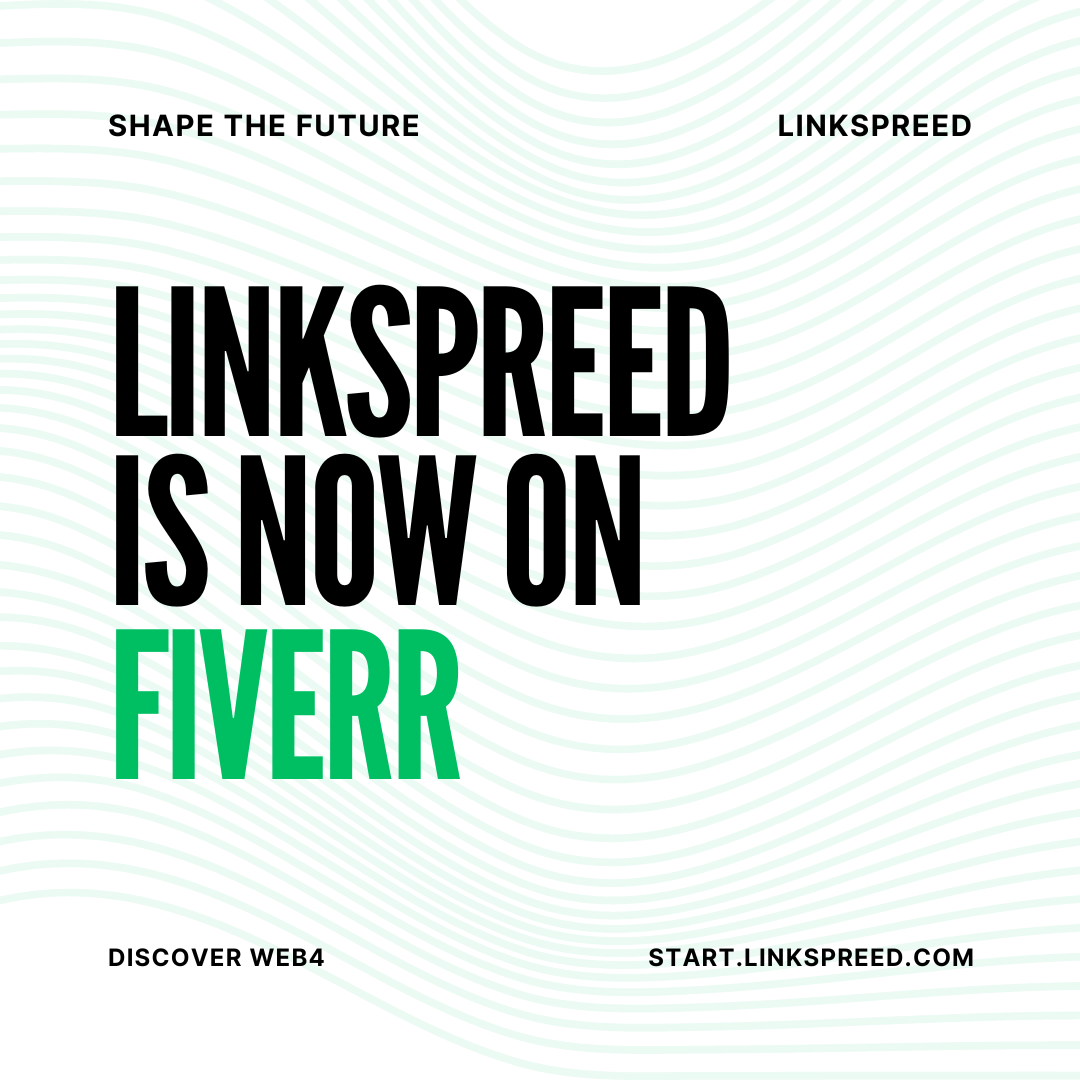 SHAPE THE FUTURE
LINKSPREED
LINKSPREED
IS NOW ON
FIVERR
DISCOVER WEB4
START.LINKSPREED.COM